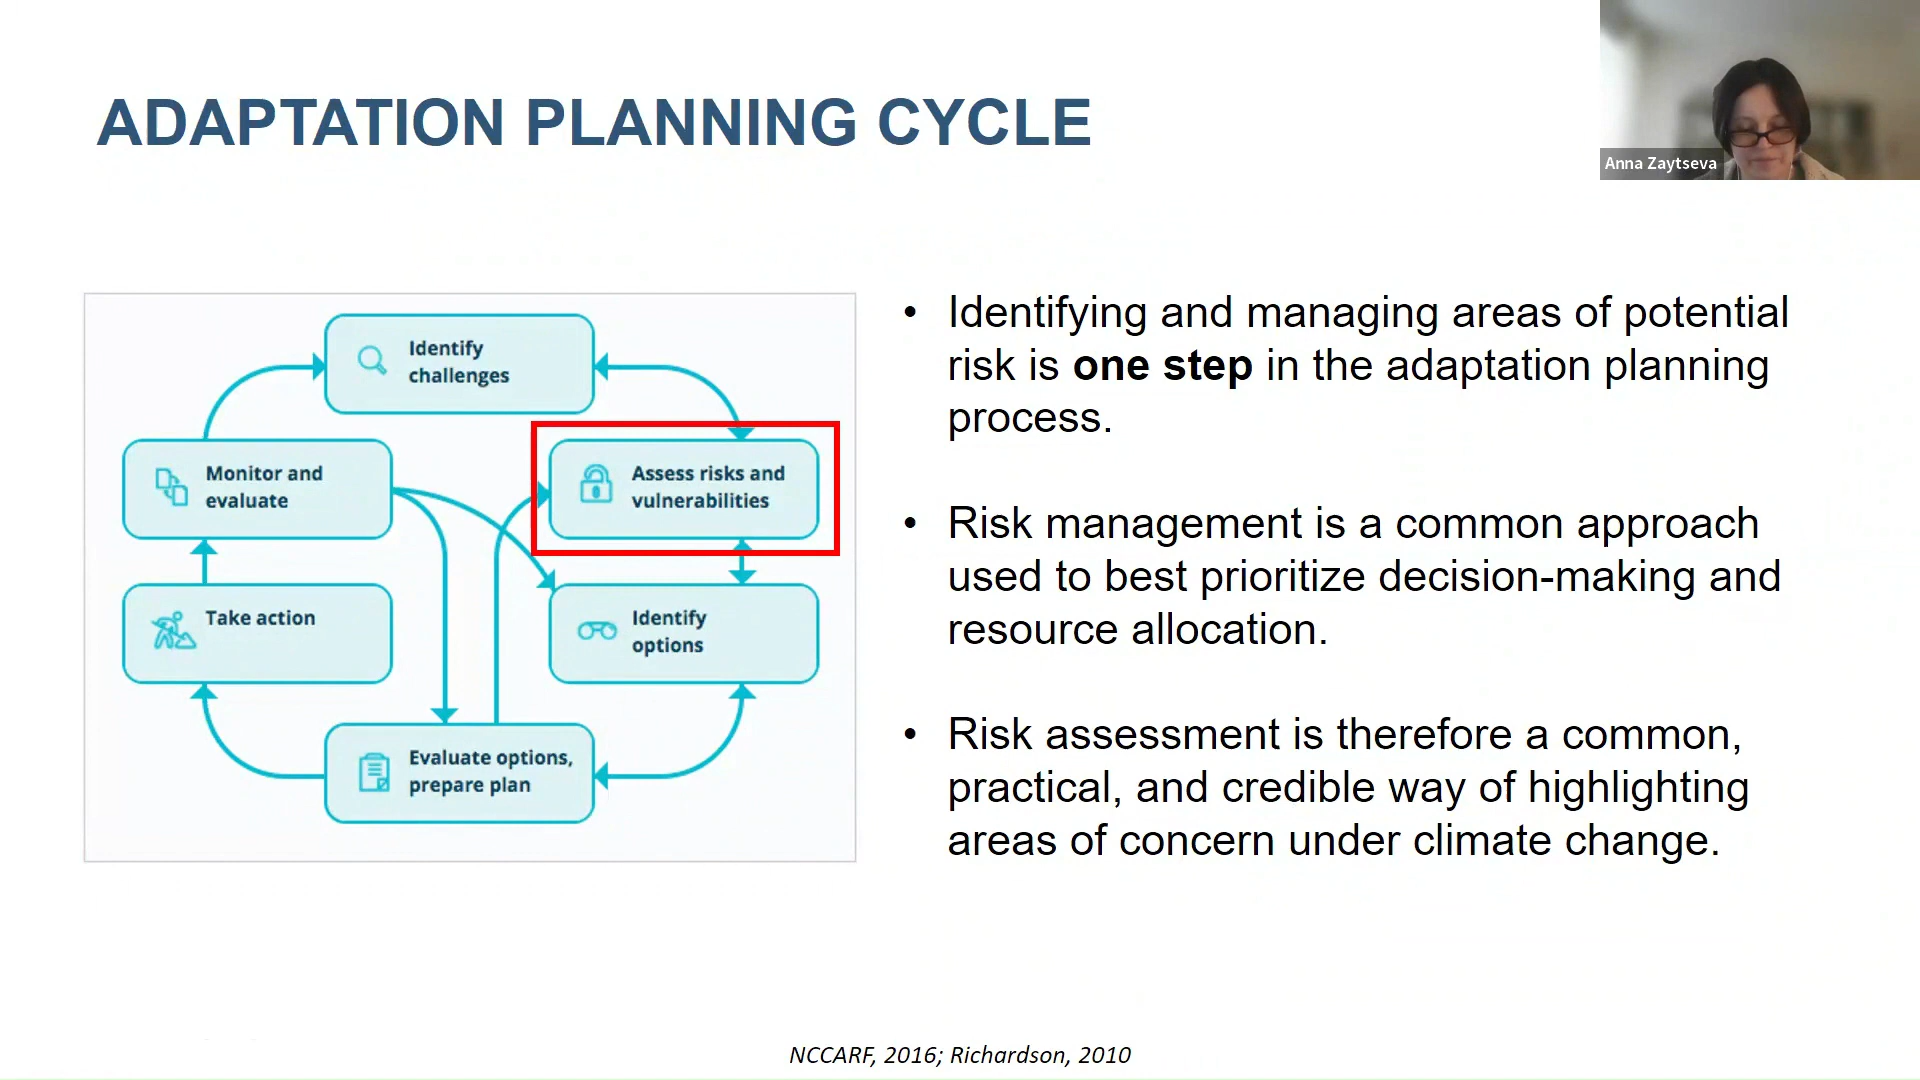 ADAPTATION PLANNING CYCLE
Anna Zaytseva
Identify
challenges
Monitor and
evaluate
Assess risks and
vulnerabilities
Take action
Identify
options
Evaluate options,
prepare plan
• Identifying and managing areas of potential
risk is one step in the adaptation planning
process.
• Risk management is a common approach
used to best prioritize decision-making and
resource allocation.
• Risk assessment is therefore a common,
practical, and credible way of highlighting
areas of concern under climate change.
NCCARF, 2016; Richardson, 2010